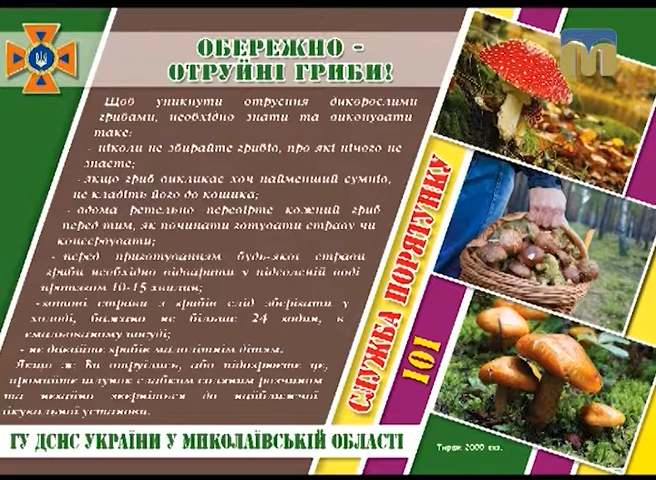 ОБЕРЕЖНО -
ОТРУЙНІ ГРИБИ!
Щоб уникнути отруєння дикорослими
грибами, необхідно знати та виконувати
таке:
- ніколи не збирайте грибів, про які нічого не
знаєте;
- якщо гриб викликає хоч найменший сумнів,
не кладіть його до кошика;
- вдома ретельно перевірте кожний гриб
перед тим, як починати готувати страву чи
консервувати;
- перед приготуванням будь-якої страви
гриби необхідно відварити у підсоленій воді
протягом 10-15 хвилин;
- готові страви з грибів слід зберігати у
холоді, бажано не більше 24 годин, в
емальованому посуді;
- не давайте грибів малолітнім дітям.
Якщо ж Ви отруїлися, або підозрюєте це,
промийте шлунок слабким соляним розчином
та негайно зверніться до найближчої
лікувальної установи.
СЛУЖБА ПОРЯТУНКУ
101
ГУ ДСНС УКРАЇНИ У МИКОЛАЇВСЬКІЙ ОБЛАСТІ
Тираж 2000 екз.